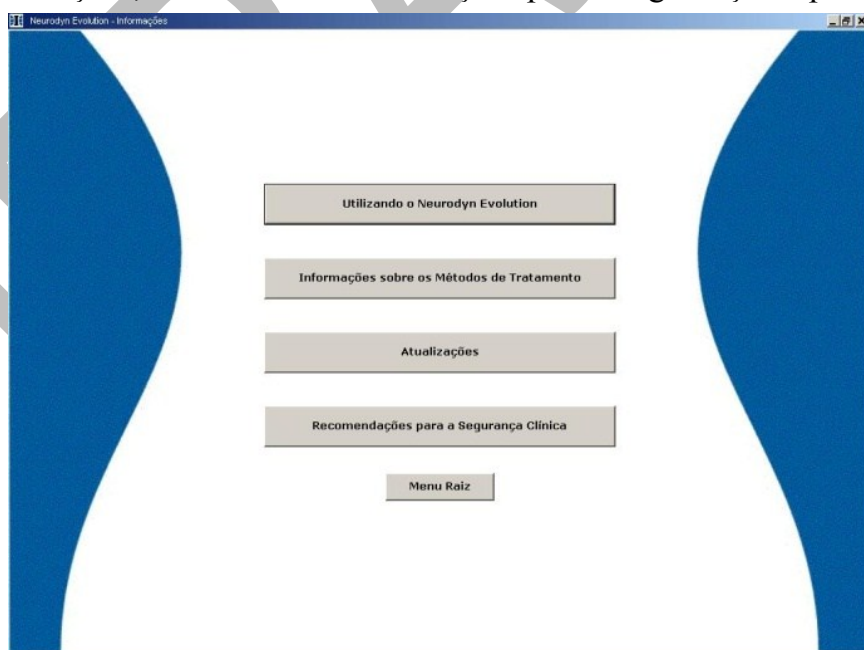 Neurodyn Evolution - Informações
Utilizando o Neurodyn Evolution
Informações sobre os Métodos de Tratamento
Atualizações
Recomendações para a Segurança Clínica
Menu Raiz